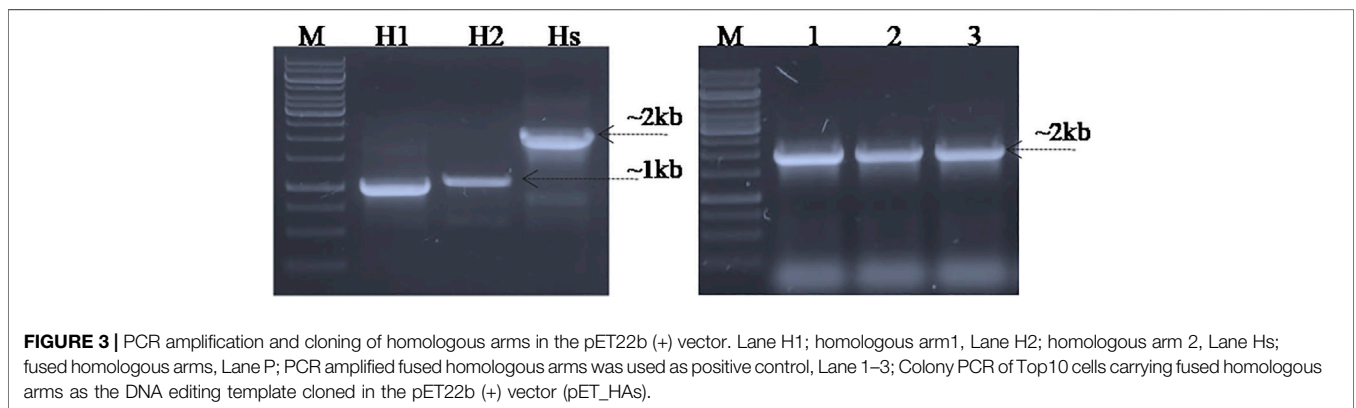 M H1 H2 Hs M 1 2 3
~2kb
~1kb
~2kb
FIGURE 3 | PCR amplification and cloning of homologous arms in the pET22b (+) vector. Lane H1; homologous arm1, Lane H2; homologous arm 2, Lane Hs;
fused homologous arms, Lane P; PCR amplified fused homologous arms was used as positive control, Lane 1–3; Colony PCR of Top10 cells carrying fused homologous
arms as the DNA editing template cloned in the pET22b (+) vector (pET_HAs).